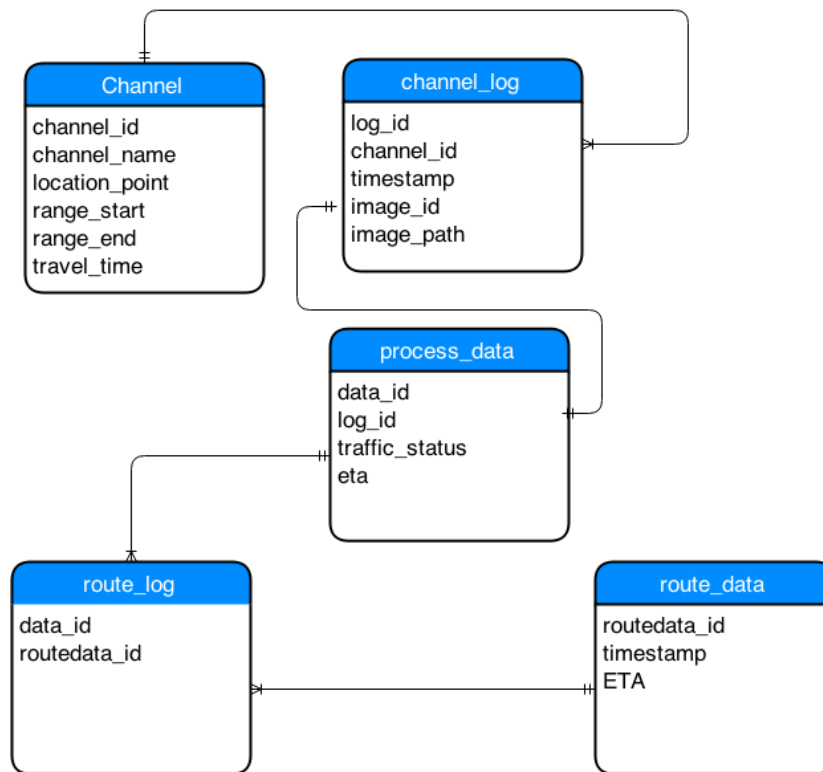 Channel
channel_id
channel_name
location_point
range_start
range_end
travel_time
channel_log
log_id
channel_id
timestamp
image_id
image_path
process_data
data_id
log_id
traffic_status
eta
route_log
data_id
routedata_id
route_data
routedata_id
timestamp
ETA